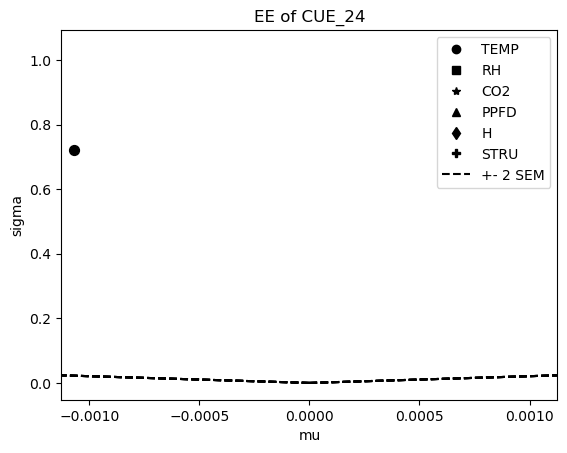 EE of CUE_24
TEMP
RH
CO2
PPFD
H
STRU
+- 2 SEM
sigma
1.0
0.8
0.6
0.4
0.2
0.0
−0.0010
−0.0005
0.0000
0.0005
0.0010
mu